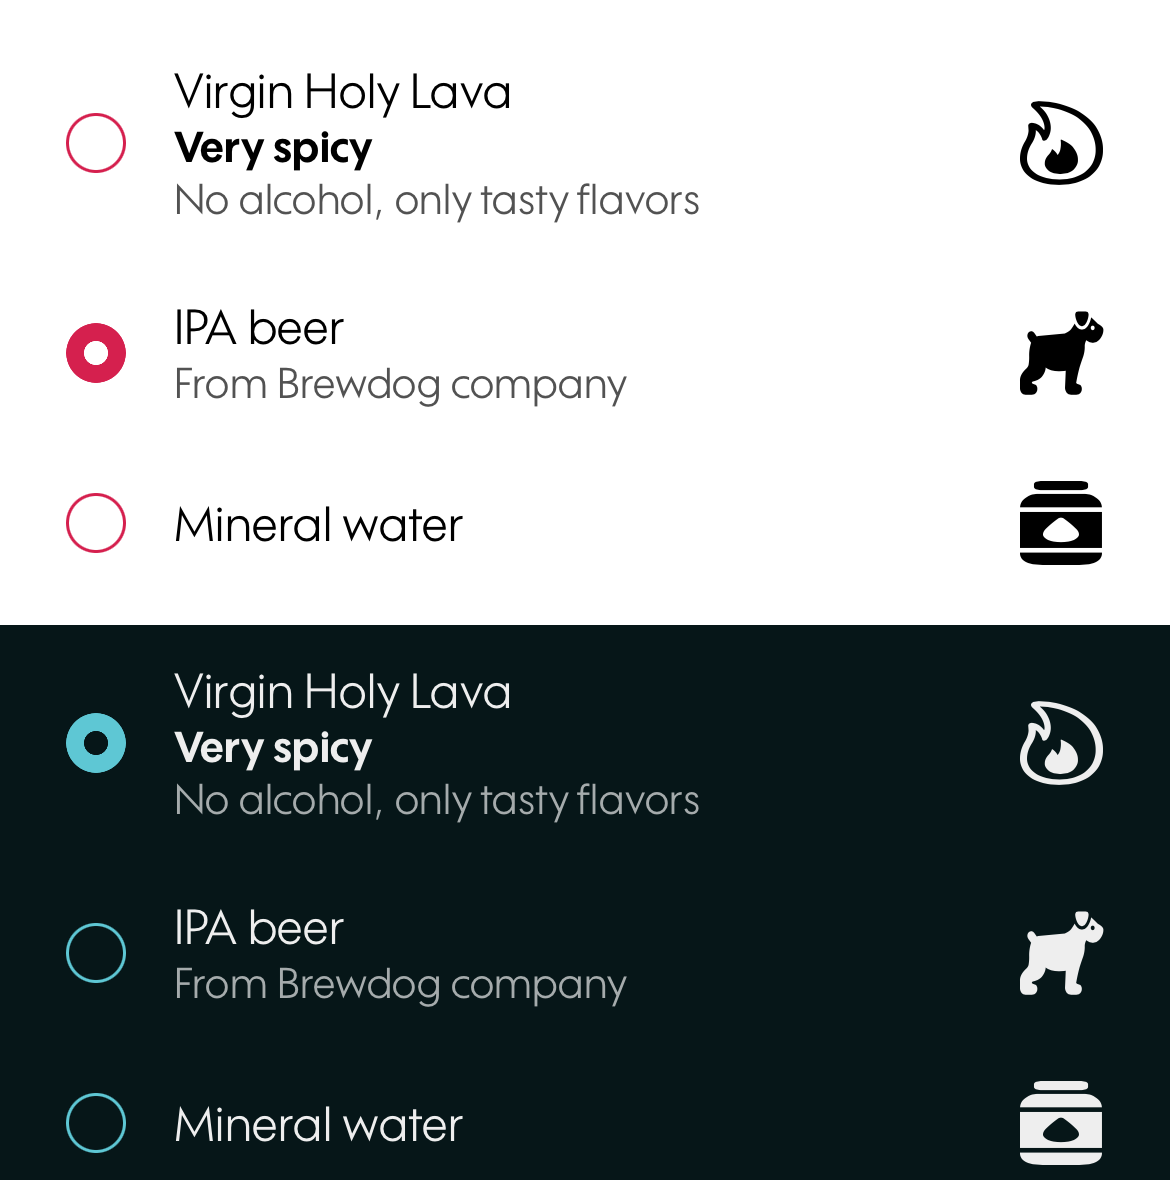 Virgin Holy Lava
Very spicy
No alcohol, only tasty flavors
IPA beer
From Brewdog company
Mineral water
Virgin Holy Lava
Very spicy
No alcohol, only tasty flavors
IPA beer
From Brewdog company
Mineral water